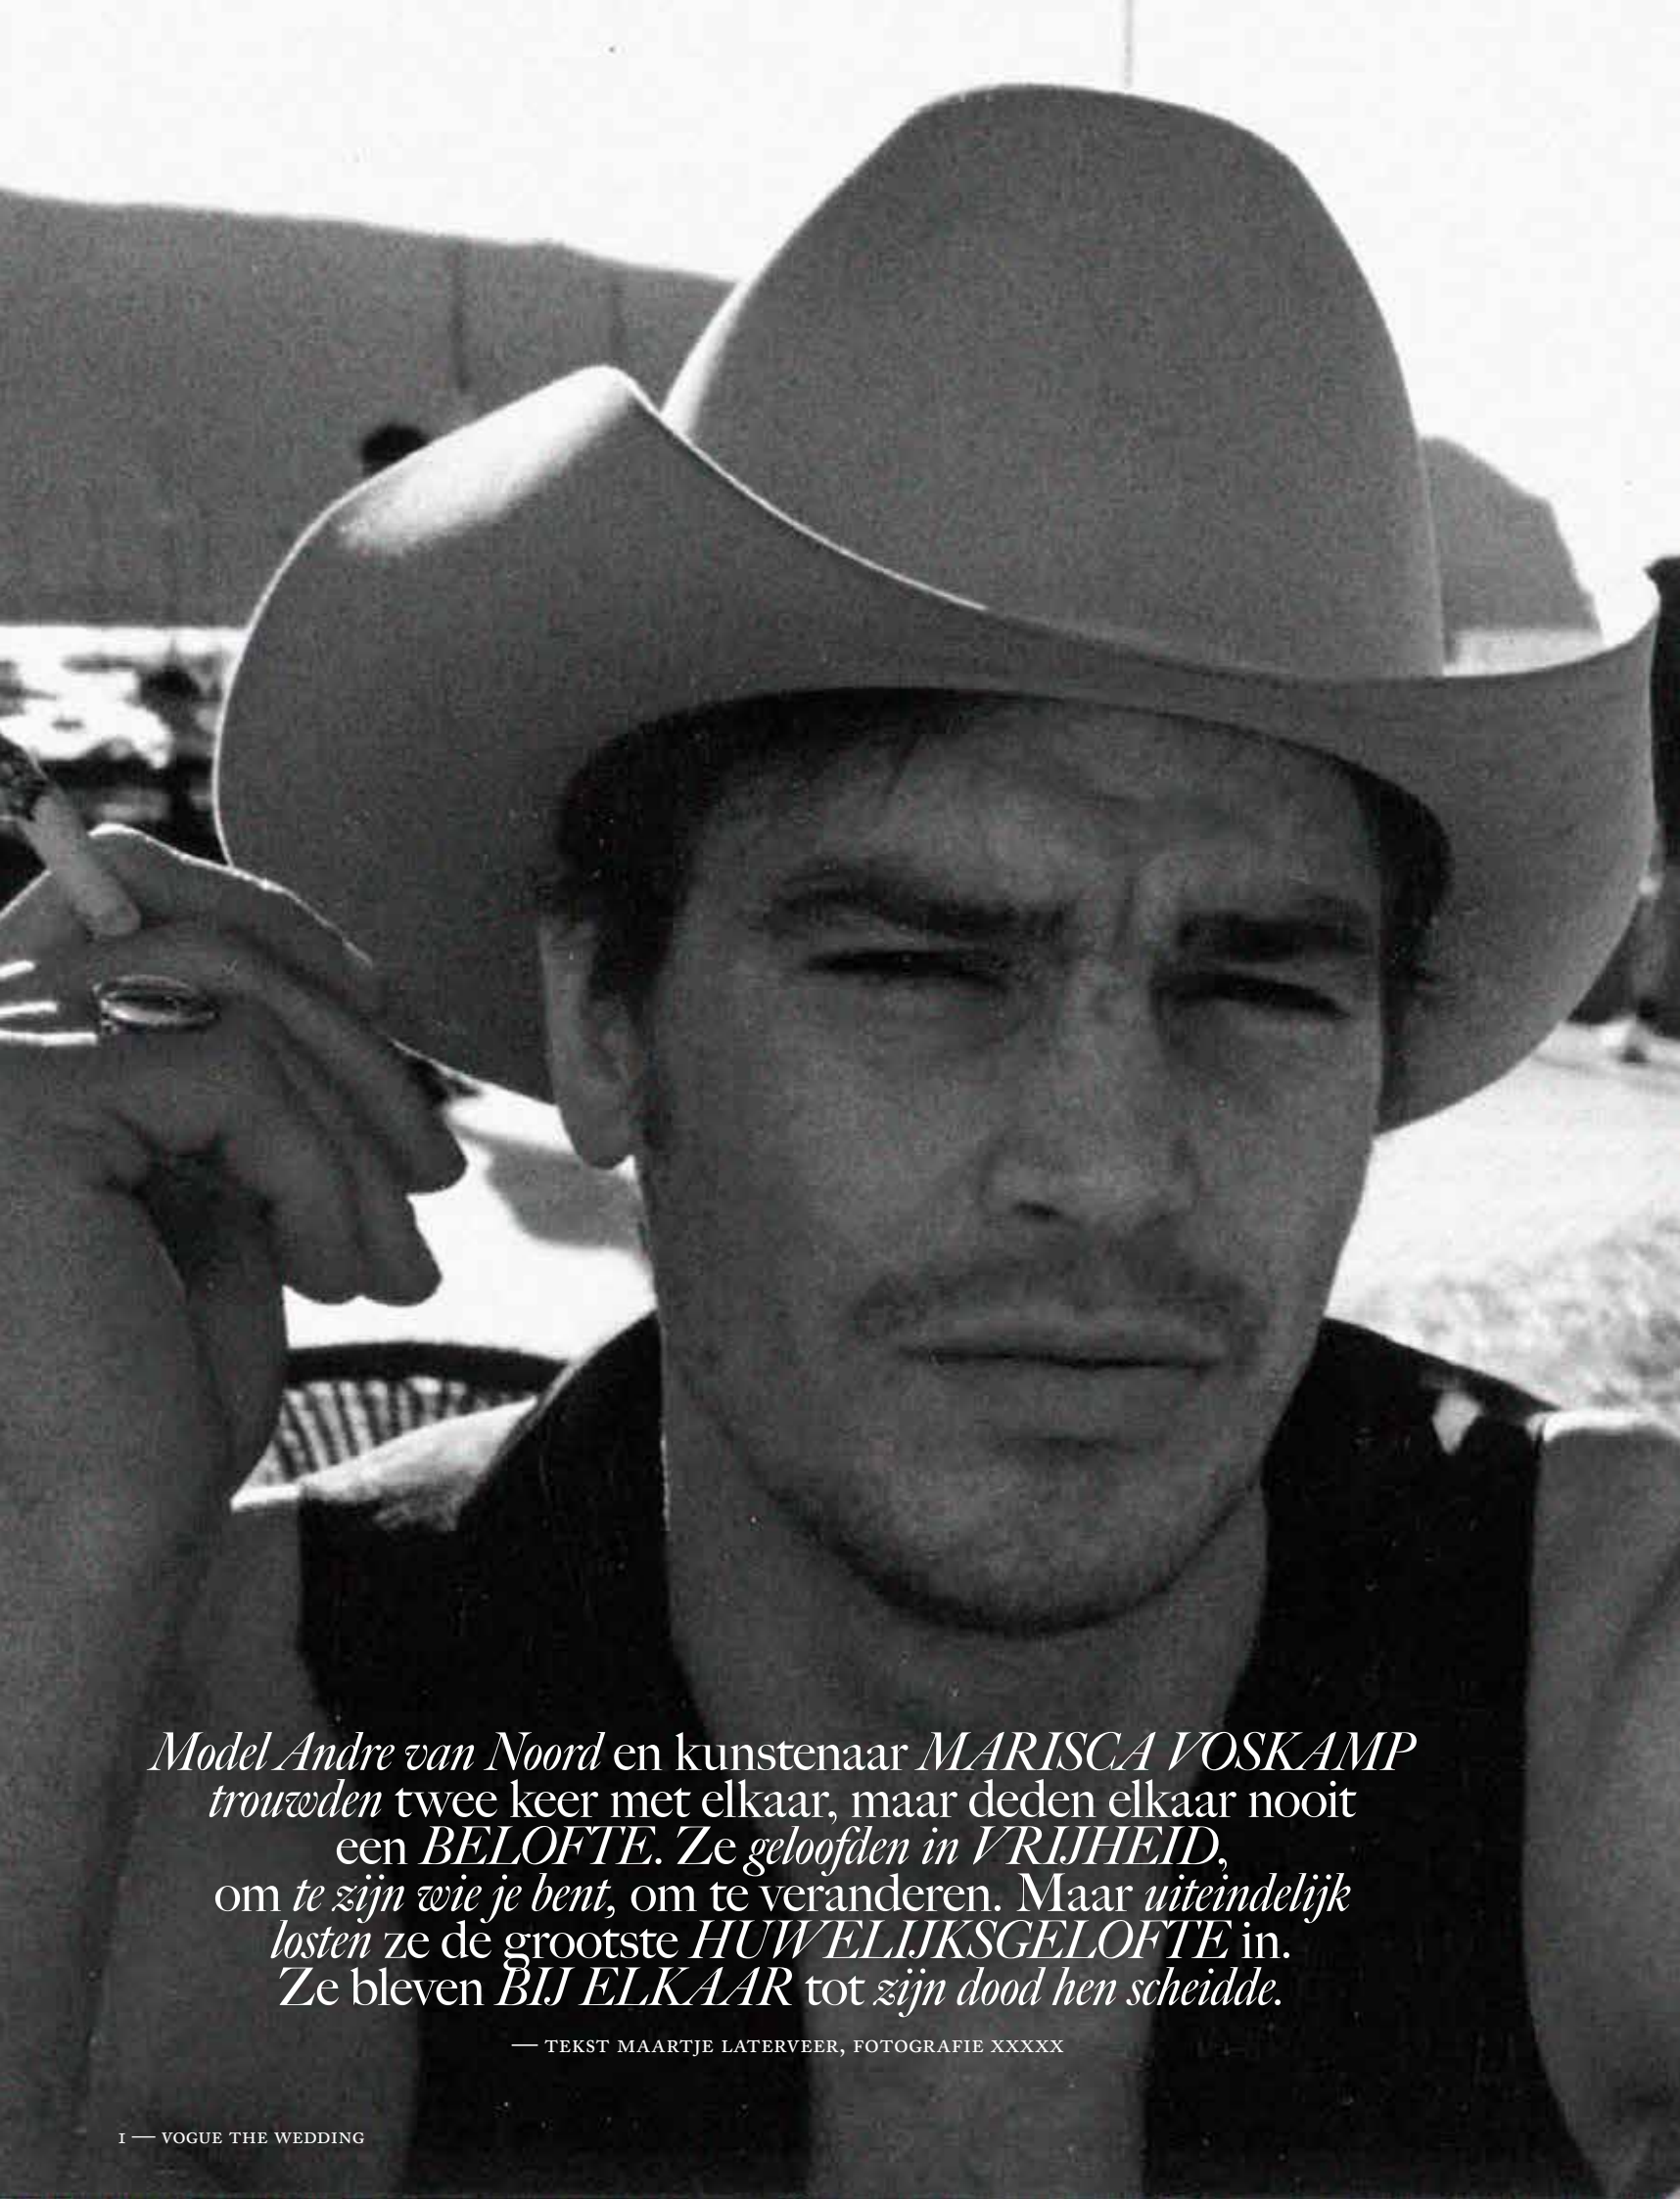 Model Andre van Noord en kunstenaar MARISCA VOSKAMP
trouwden twee keer met elkaar, maar deden elkaar nooit
een BELOFTE. Ze geloofden in VRIJHEID,
om te zijn wie je bent, om te veranderen. Maar uiteindelijk
losten ze de grootste HUWELIJKSGELOFTE in.
Ze bleven BIJ ELKAAR tot zijn dood hen scheidde.
— TEKST MAARTJE LATERVEER, FOTOGRAFIE XXXXX
1 — VOGUE THE WEDDING